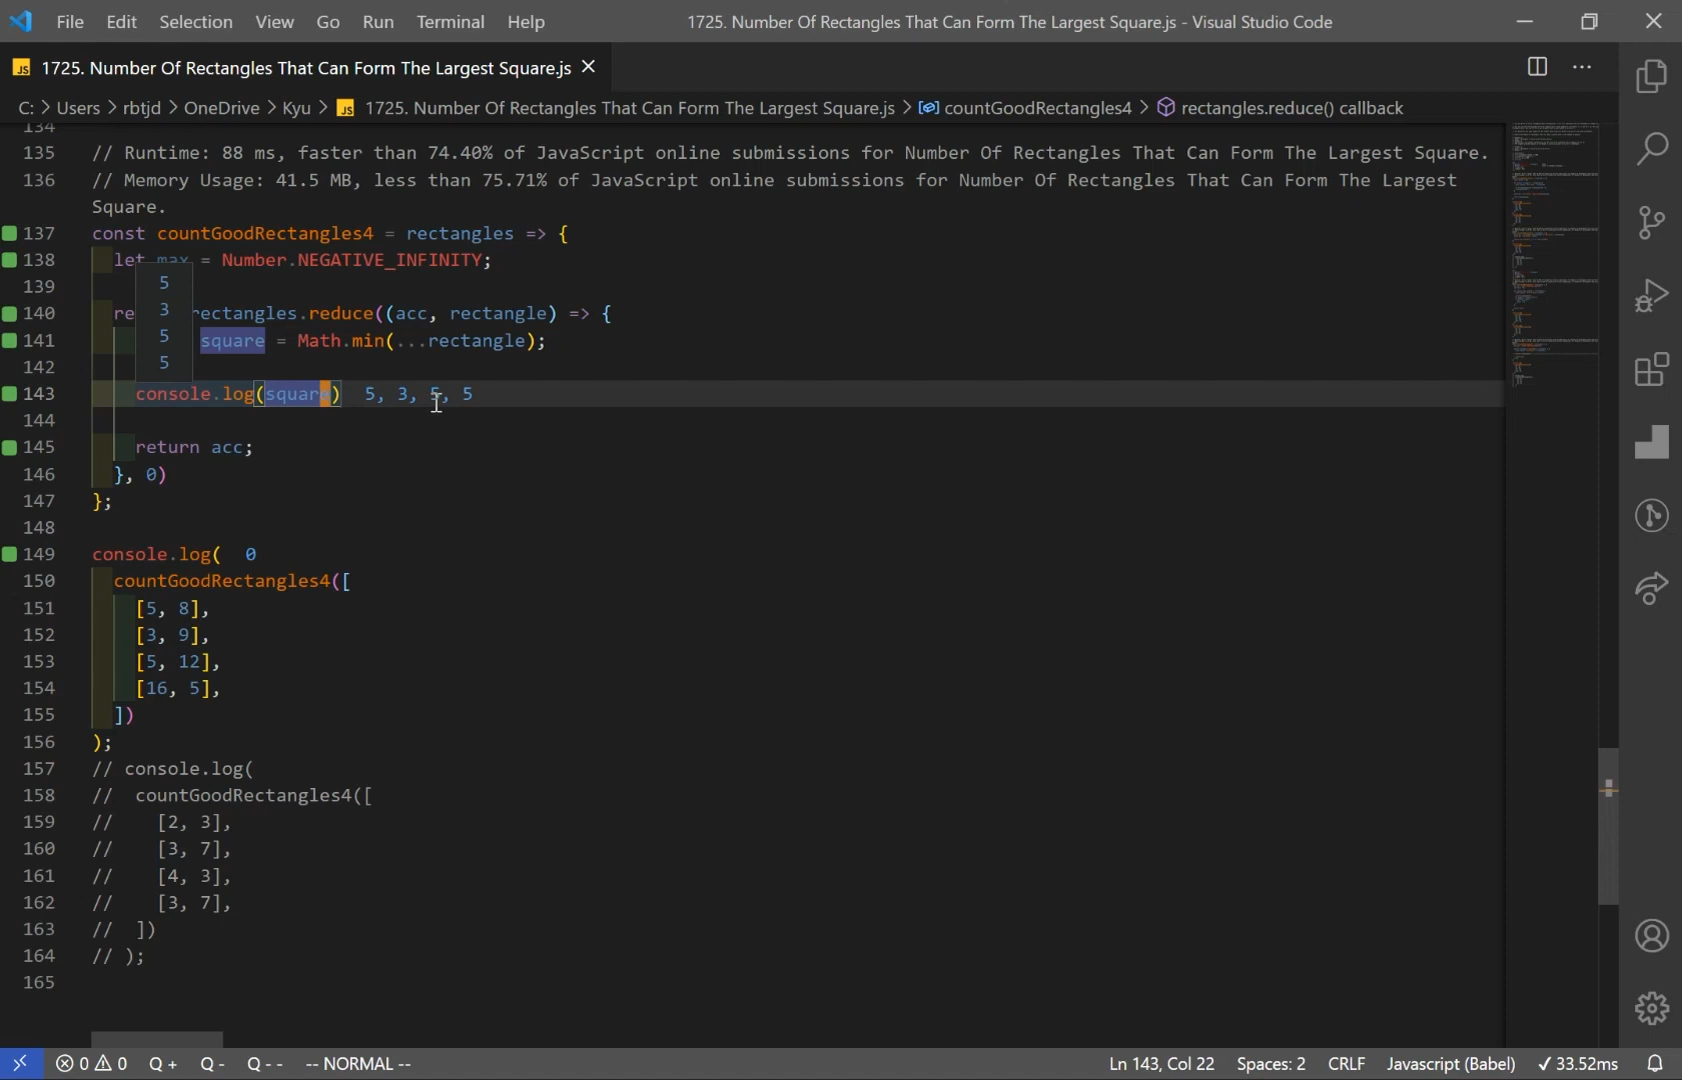 File Edit Selection View Go Run Terminal Help 1725. Number Of Rectangles That Can Form The Largest Square.js - Visual Studio Code
JS 1725. Number Of Rectangles That Can Form The Largest Square.js
C: > Users > rbtjd > OneDrive > Kyu > JS 1725. Number Of Rectangles That Can Form The Largest Square.js > countGoodRectangles4 > rectangles.reduce() callback
134
135 // Runtime: 88 ms, faster than 74.40% of JavaScript online submissions for Number Of Rectangles That Can Form The Largest Square.
136 // Memory Usage: 41.5 MB, less than 75.71% of JavaScript online submissions for Number Of Rectangles That Can Form The Largest
Square.
137 const countGoodRectangles4 = rectangles => {
138 let max = Number.NEGATIVE_INFINITY;
5
139
3
140 re rectangles.reduce((acc, rectangle) => {
5
141 square = Math.min(...rectangle);
5
142
143 console.log(square) 5, 3, 5, 5
144
145 return acc;
146 }, 0)
147 };
148
149 console.log( 0
150 countGoodRectangles4([
151 [5, 8],
152 [3, 9],
153 [5, 12],
154 [16, 5],
155 ])
156 );
157 // console.log(
158 // countGoodRectangles4([
159 // [2, 3],
160 // [3, 7],
161 // [4, 3],
162 // [3, 7],
163 // ])
164 // );
165
0 0 Q + Q - Q - - -- NORMAL -- Ln 143, Col 22 Spaces: 2 CRLF Javascript (Babel) ✓ 33.52ms